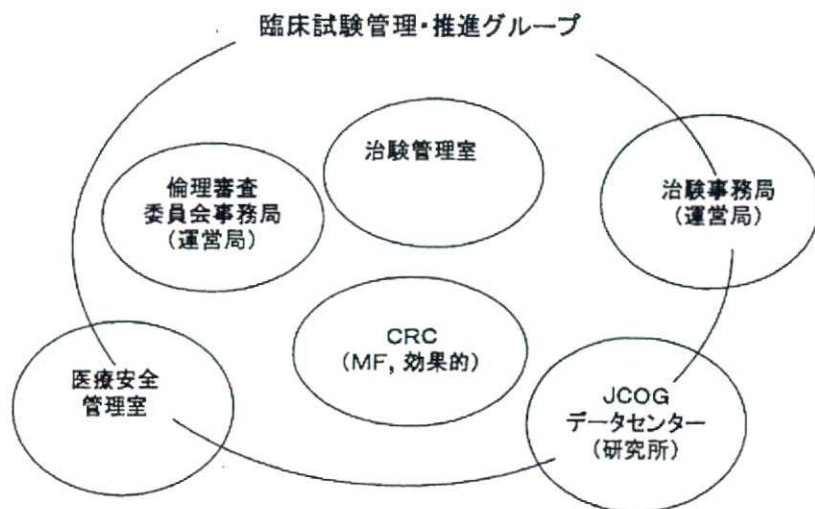 臨床試験管理・推進グループ
治験管理室
倫理審査
委員会事務局
(運営局)
治験事務局
(運営局)
CRC
(MF, 効果的)
医療安全
管理室
JCOG
データセンター
(研究所)